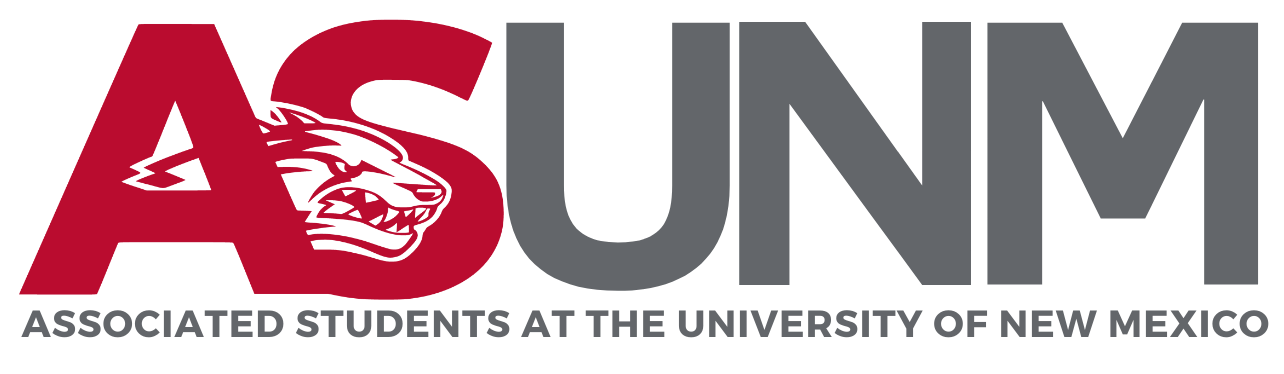 ASUNM
ASSOCIATED STUDENTS AT THE UNIVERSITY OF NEW MEXICO